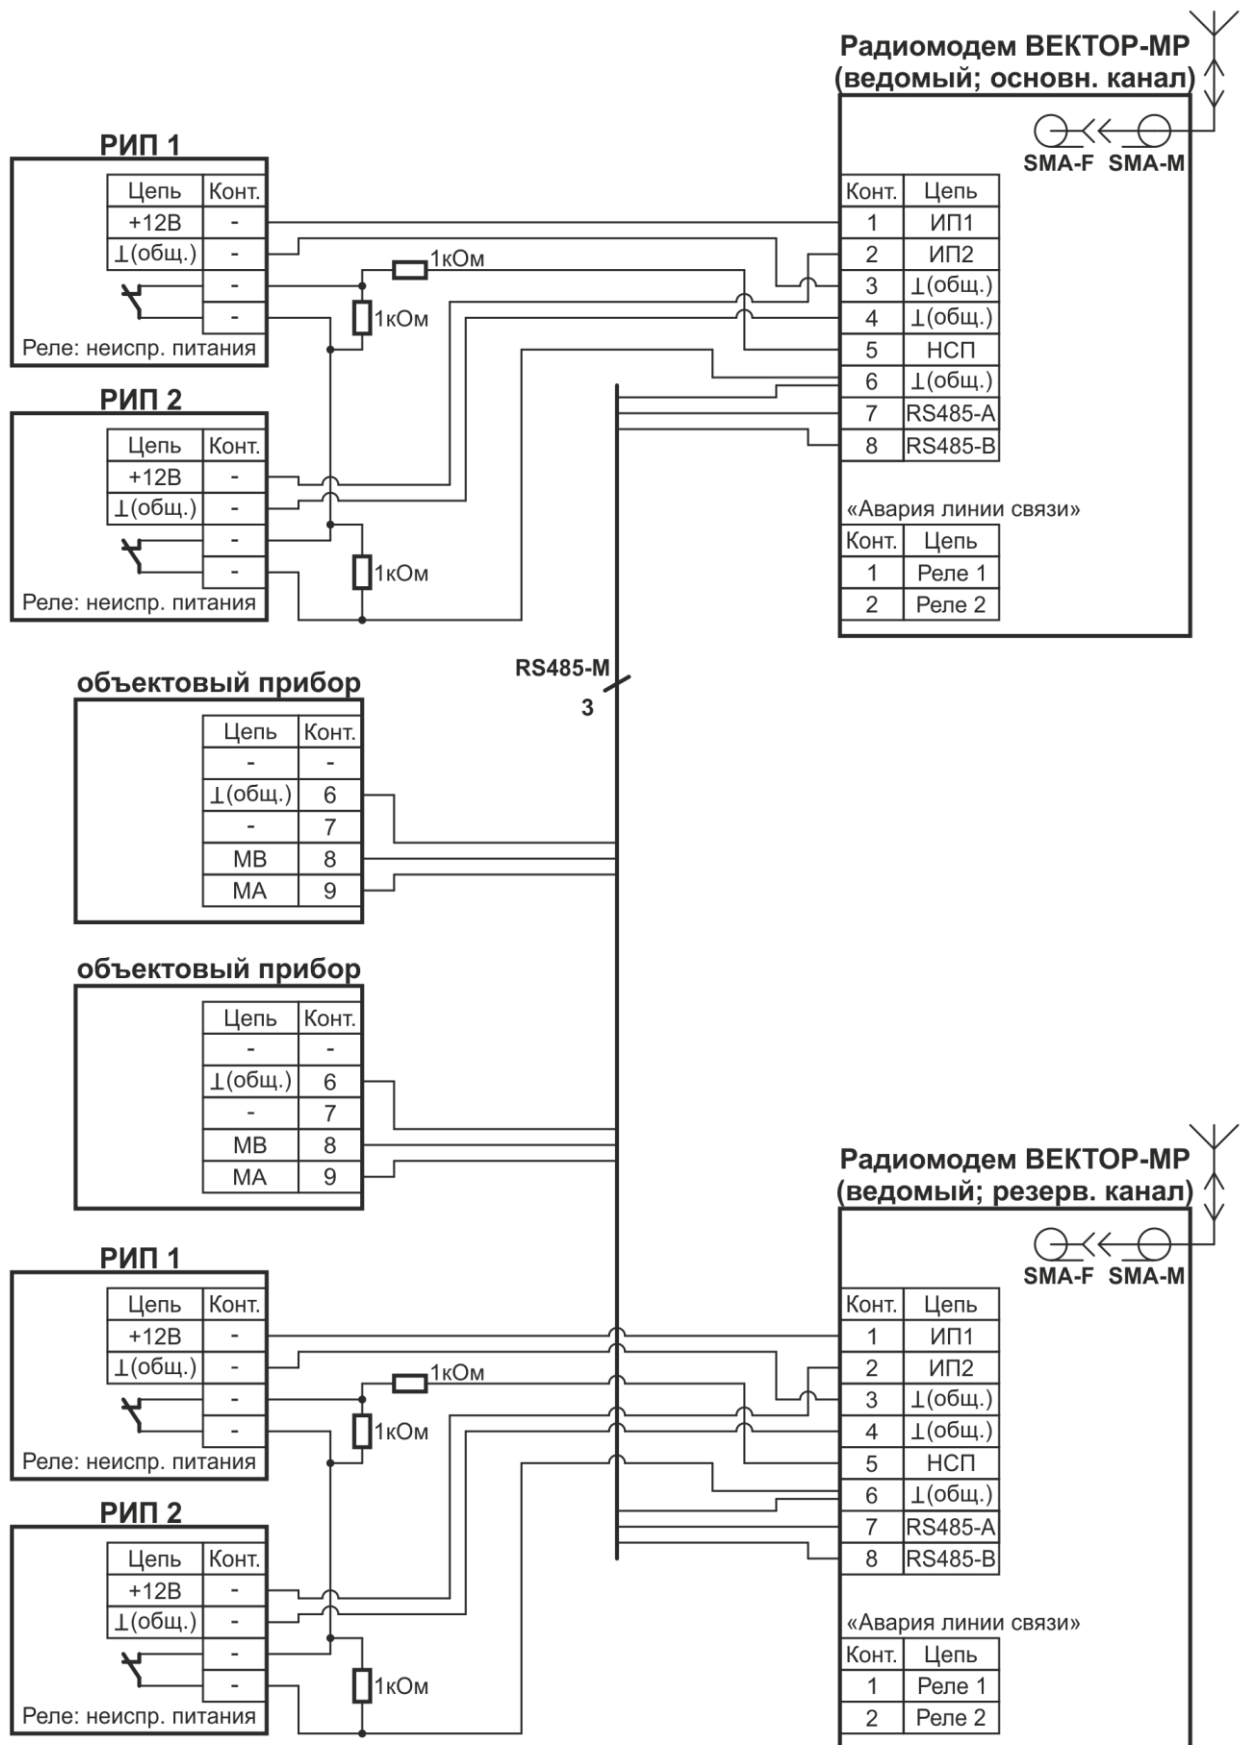 Радиомодем ВЕКТОР-МР
(ведомый; основн. канал)
SMA-F SMA-M
РИП 1
Цепь Конт.
+12В -
⊥(общ.) -
-
-
Реле: неиспр. питания
1кОм
1кОм
Конт. Цепь
1 ИП1
2 ИП2
3 ⊥(общ.)
4 ⊥(общ.)
5 НСП
6 ⊥(общ.)
7 RS485-A
8 RS485-B
РИП 2
Цепь Конт.
+12В -
⊥(общ.) -
-
-
Реле: неиспр. питания
1кОм
«Авария линии связи»
Конт. Цепь
1 Реле 1
2 Реле 2
RS485-M
3
объектовый прибор
Цепь Конт.
- -
⊥(общ.) 6
- 7
МВ 8
МА 9
объектовый прибор
Цепь Конт.
- -
⊥(общ.) 6
- 7
МВ 8
МА 9
Радиомодем ВЕКТОР-МР
(ведомый; резерв. канал)
SMA-F SMA-M
РИП 1
Цепь Конт.
+12В -
⊥(общ.) -
-
-
Реле: неиспр. питания
1кОм
1кОм
Конт. Цепь
1 ИП1
2 ИП2
3 ⊥(общ.)
4 ⊥(общ.)
5 НСП
6 ⊥(общ.)
7 RS485-A
8 RS485-B
РИП 2
Цепь Конт.
+12В -
⊥(общ.) -
-
-
Реле: неиспр. питания
1кОм
«Авария линии связи»
Конт. Цепь
1 Реле 1
2 Реле 2